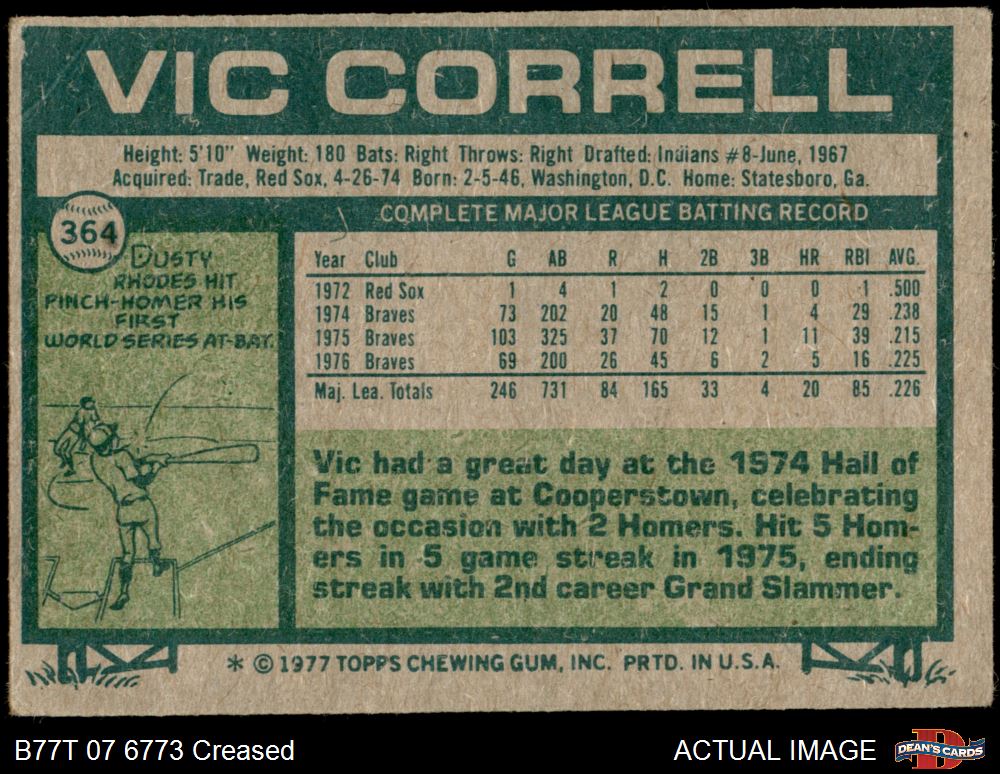 VIC CORRELL
Height: 5'10" Weight: 180 Bats: Right Throws: Right Drafted: Indians #8-June, 1967
Acquired: Trade, Red Sox, 4-26-74 Born: 2-5-46, Washington, D.C. Home: Statesboro, Ga.
364
DUSTY
RHODES HIT
PINCH-HOMER HIS
FIRST
WORLD SERIES AT-BAT.
COMPLETE MAJOR LEAGUE BATTING RECORD
Year Club G AB R H 2B 3B HR RBI AVG.
1972 Red Sox 1 4 1 2 0 0 0 1 .500
1974 Braves 73 202 20 48 15 1 4 29 .238
1975 Braves 103 325 37 70 12 1 11 39 .215
1976 Braves 69 200 26 45 6 2 5 16 .225
Maj. Lea. Totals 246 731 84 165 33 4 20 85 .226
Vic had a great day at the 1974 Hall of
Fame game at Cooperstown, celebrating
the occasion with 2 Homers. Hit 5 Hom-
ers in 5 game streak in 1975, ending
streak with 2nd career Grand Slammer.
* © 1977 TOPPS CHEWING GUM, INC. PRTD. IN U.S.A.
B77T 07 6773 Creased
ACTUAL IMAGE
DEAN'S CARDS